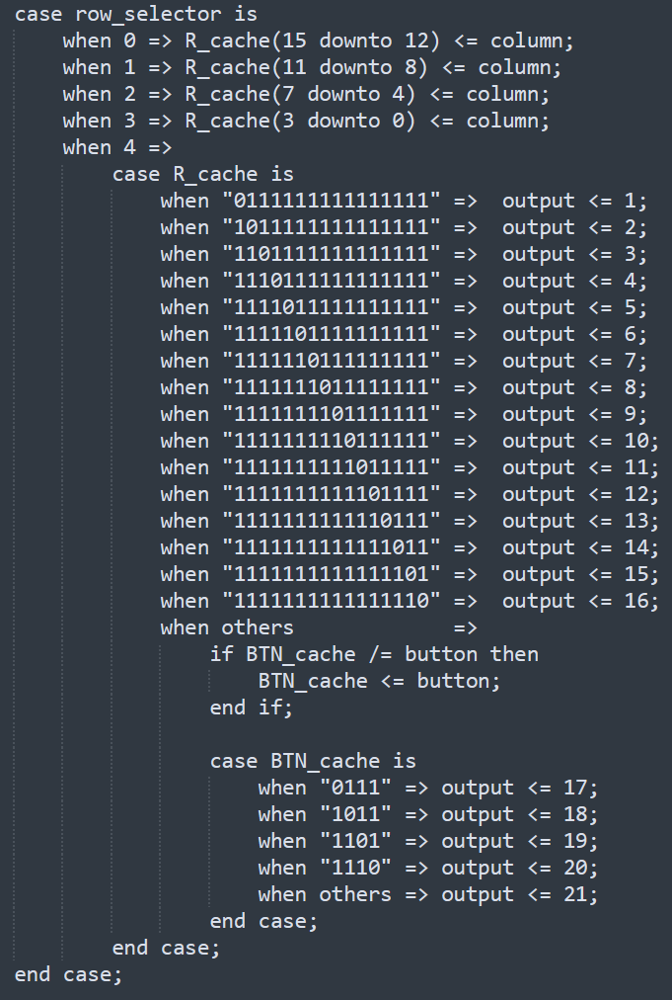 case row_selector is
    when 0 => R_cache(15 downto 12) <= column;
    when 1 => R_cache(11 downto 8) <= column;
    when 2 => R_cache(7 downto 4) <= column;
    when 3 => R_cache(3 downto 0) <= column;
    when 4 =>
        case R_cache is
            when "0111111111111111" =>  output <= 1;
            when "1011111111111111" =>  output <= 2;
            when "1101111111111111" =>  output <= 3;
            when "1110111111111111" =>  output <= 4;
            when "1111011111111111" =>  output <= 5;
            when "1111101111111111" =>  output <= 6;
            when "1111110111111111" =>  output <= 7;
            when "1111111011111111" =>  output <= 8;
            when "1111111101111111" =>  output <= 9;
            when "1111111110111111" =>  output <= 10;
            when "1111111111011111" =>  output <= 11;
            when "1111111111101111" =>  output <= 12;
            when "1111111111110111" =>  output <= 13;
            when "1111111111111011" =>  output <= 14;
            when "1111111111111101" =>  output <= 15;
            when "1111111111111110" =>  output <= 16;
            when others             =>
                if BTN_cache /= button then
                    BTN_cache <= button;
                end if;

                case BTN_cache is
                    when "0111" => output <= 17;
                    when "1011" => output <= 18;
                    when "1101" => output <= 19;
                    when "1110" => output <= 20;
                    when others => output <= 21;
                end case;
        end case;
end case;